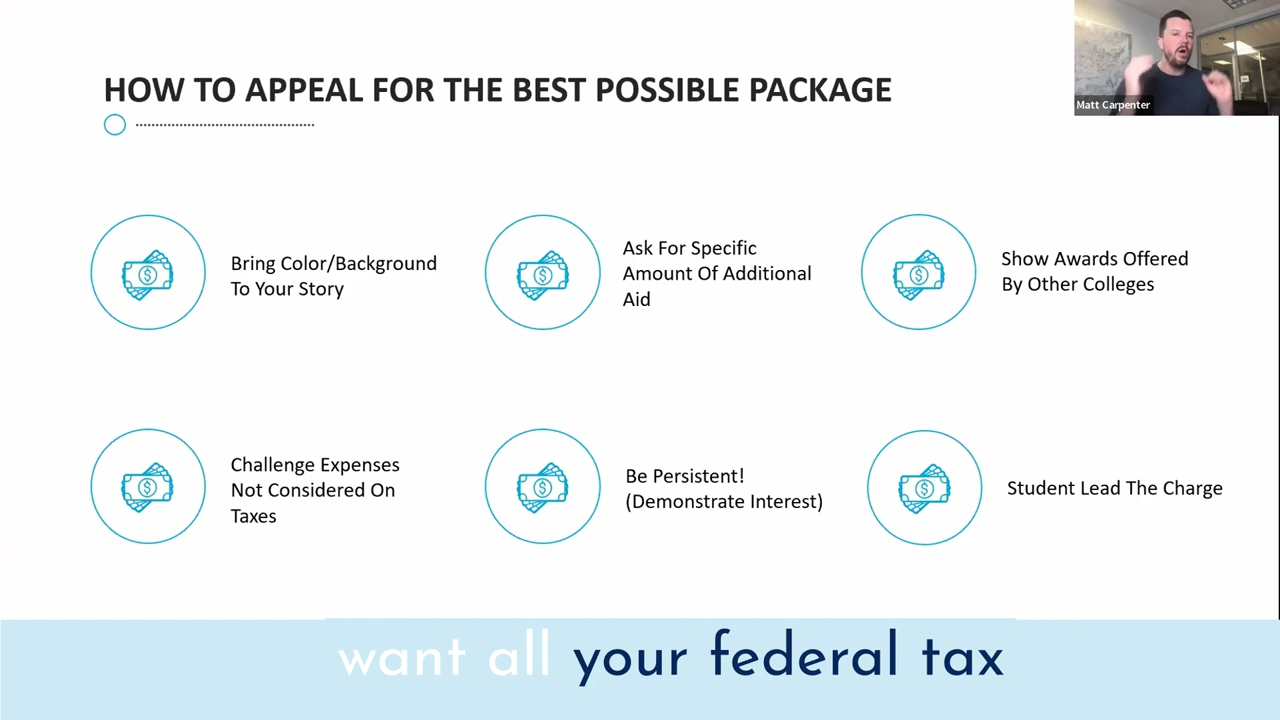 HOW TO APPEAL FOR THE BEST POSSIBLE PACKAGE
Matt Carpenter
Bring Color/Background
To Your Story
Ask For Specific
Amount Of Additional
Aid
Show Awards Offered
By Other Colleges
Challenge Expenses
Not Considered On
Taxes
Be Persistent!
(Demonstrate Interest)
Student Lead The Charge
want all your federal tax